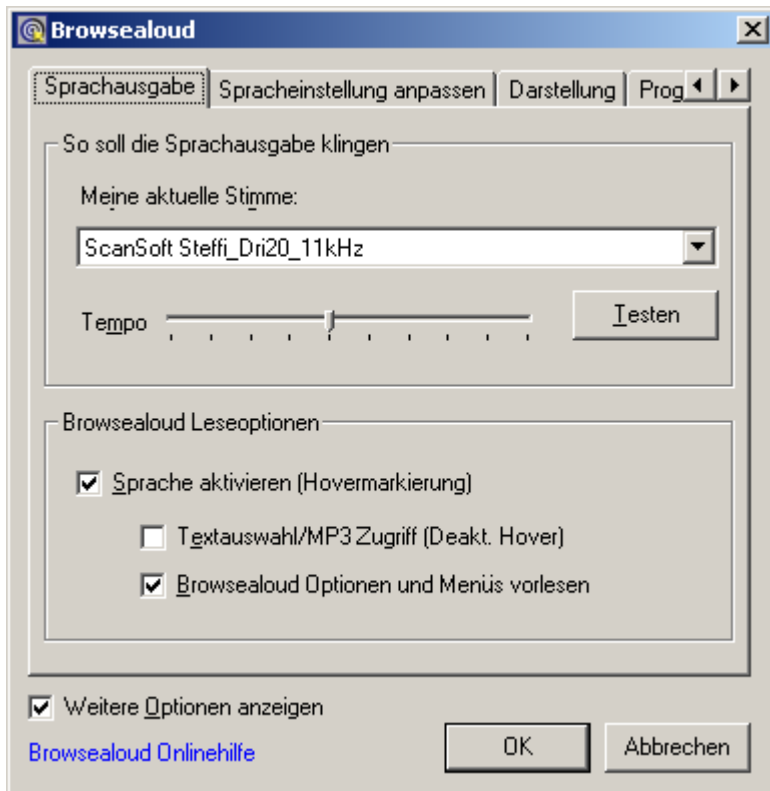 Browsealoud
Sprachausgabe Spracheinstellung anpassen Darstellung Prog
So soll die Sprachausgabe klingen
Meine aktuelle Stimme:
ScanSoft Steffi_Dri20_11kHz
Tempo Testen
Browsealoud Leseoptionen
Sprache aktivieren (Hovermarkierung)
Textauswahl/MP3 Zugriff (Deakt. Hover)
Browsealoud Optionen und Menüs vorlesen
Weitere Optionen anzeigen
Browsealoud Onlinehilfe OK Abbrechen